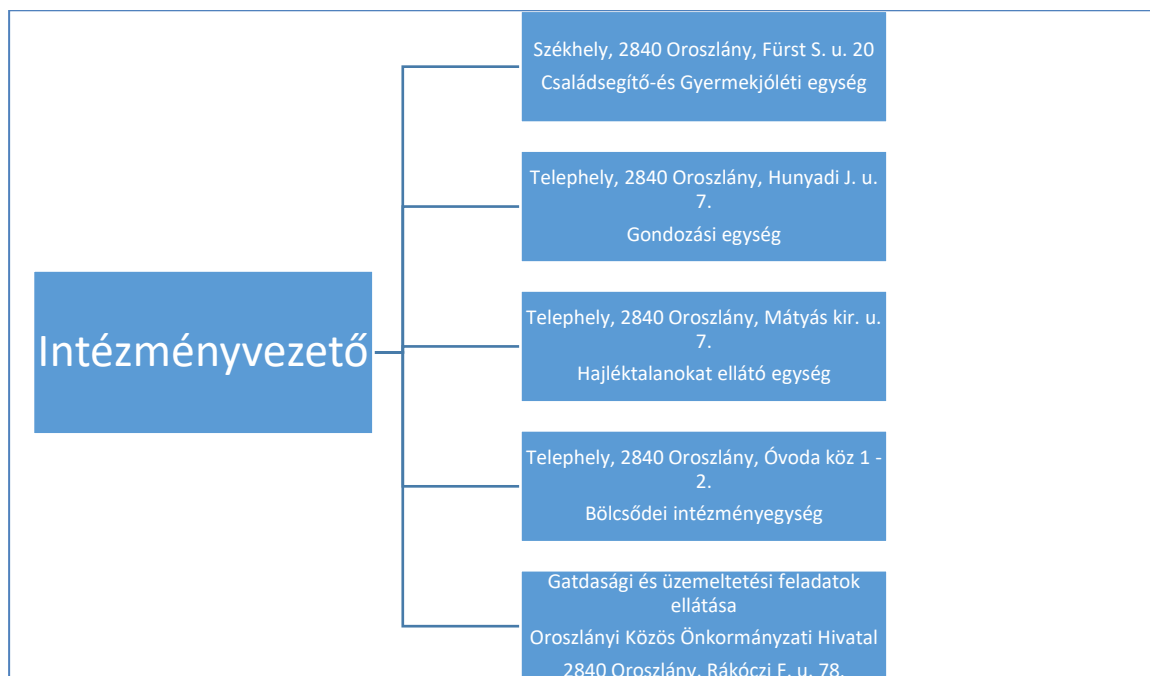 Székhely, 2840 Oroszlány, Fürst S. u. 20
Családsegítő-és Gyermekjóléti egység
Telephely, 2840 Oroszlány, Hunyadi J. u.
7.
Gondozási egység
Intézményvezető
Telephely, 2840 Oroszlány, Mátyás kir. u.
7.
Hajléktalanokat ellátó egység
Telephely, 2840 Oroszlány, Óvoda köz 1 -
2.
Bölcsődei intézményegység
Gatdasági és üzemeltetési feladatok
ellátása
Oroszlányi Közös Önkormányzati Hivatal
2840 Oroszlány, Rákóczi F. u. 78.